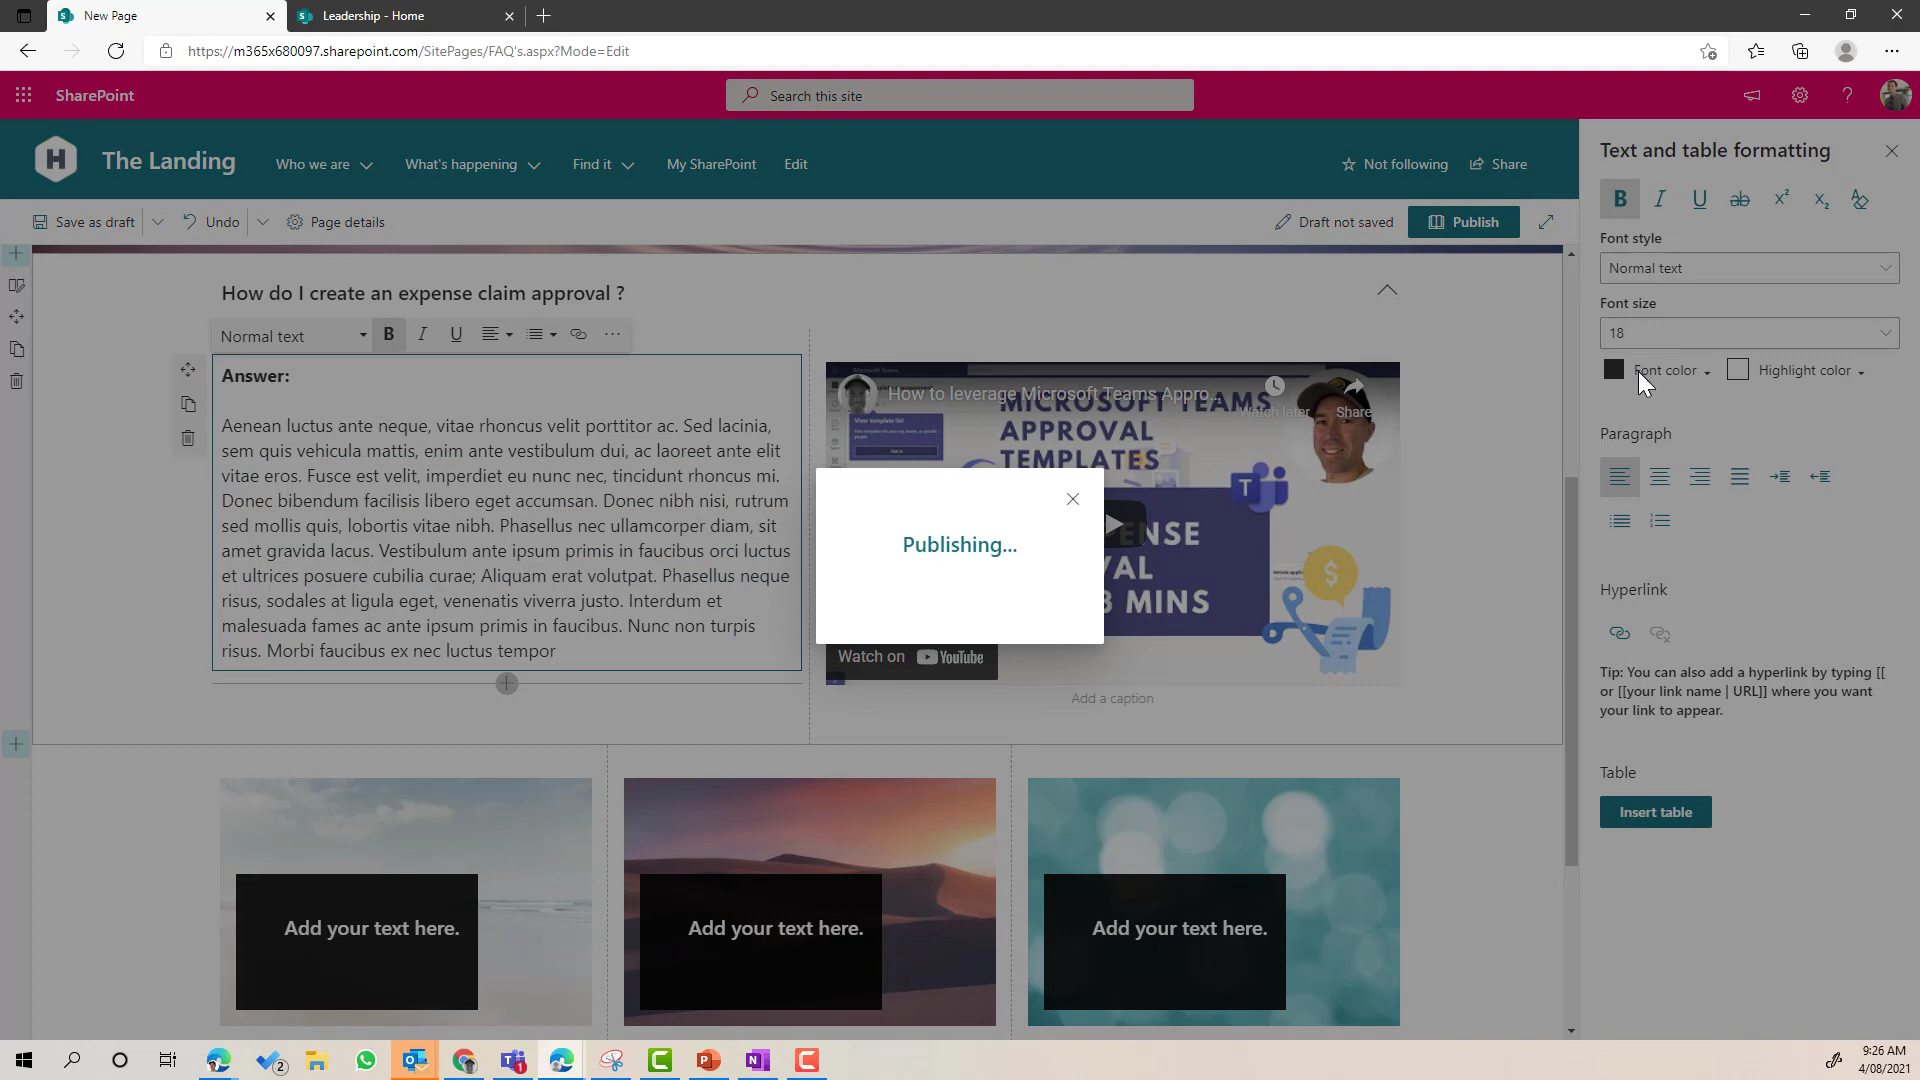 New Page
Leadership - Home
https://m365x680097.sharepoint.com/SitePages/FAQ's.aspx?Mode=Edit
SharePoint
Search this site
?
H
The Landing
Who we are
What's happening
Find it
My SharePoint
Edit
Not following
Share
Save as draft
Undo
Page details
Draft not saved
Publish
How do I create an expense claim approval ?
Normal text
B I U
Answer:
Aenean luctus ante neque, vitae rhoncus velit porttitor ac. Sed lacinia,
sem quis vehicula mattis, enim ante vestibulum dui, ac laoreet ante elit
vitae eros. Fusce est velit, imperdiet eu nunc nec, tincidunt rhoncus mi.
Donec bibendum facilisis libero eget accumsan. Donec nibh nisi, rutrum
sed mollis quis, lobortis vitae nibh. Phasellus nec ullamcorper diam, sit
amet gravida lacus. Vestibulum ante ipsum primis in faucibus orci luctus
et ultrices posuere cubilia curae; Aliquam erat volutpat. Phasellus neque
risus, sodales at ligula eget, venenatis viverra justo. Interdum et
malesuada fames ac ante ipsum primis in faucibus. Nunc non turpis
risus. Morbi faucibus ex nec luctus tempor
How to leverage Microsoft Teams Appro...
Watch later
Share
MICROSOFT TEAMS
APPROVAL
TEMPLATES
View template list
T
ENSE
VAL
3 MINS
$
Watch on YouTube
Add a caption
Publishing...
Add your text here.
Add your text here.
Add your text here.
Text and table formatting
B I U ab x² x₂ A
Font style
Normal text
Font size
18
Font color
Highlight color
Paragraph
Hyperlink
Tip: You can also add a hyperlink by typing [[
or [[your link name | URL]] where you want
your link to appear.
Table
Insert table
2
1
9:26 AM
4/08/2021